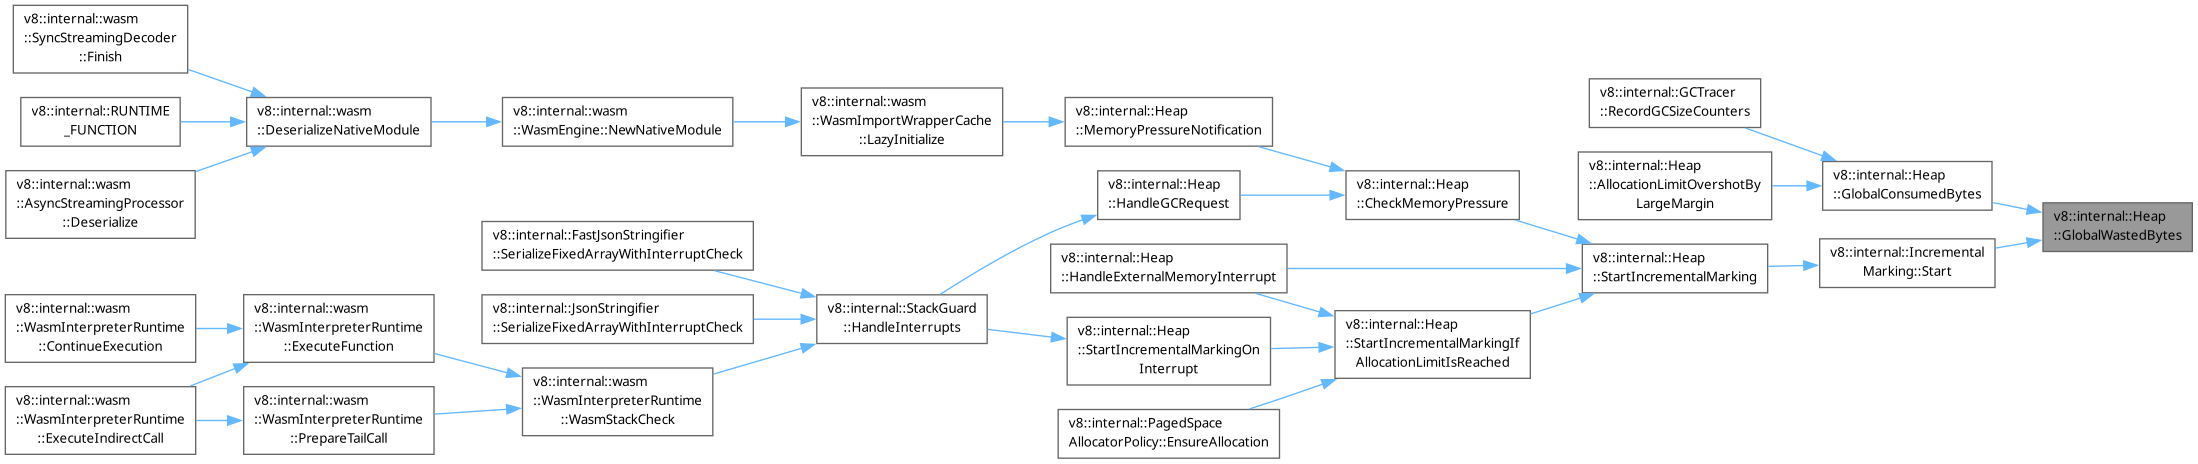 v8::internal::wasm
::SyncStreamingDecoder
::Finish
v8::internal::RUNTIME
_FUNCTION
v8::internal::wasm
::AsyncStreamingProcessor
::Deserialize
v8::internal::wasm
::DeserializeNativeModule
v8::internal::wasm
::WasmEngine::NewNativeModule
v8::internal::wasm
::WasmImportWrapperCache
::LazyInitialize
v8::internal::Heap
::MemoryPressureNotification
v8::internal::Heap
::HandleGCRequest
v8::internal::Heap
::CheckMemoryPressure
v8::internal::GCTracer
::RecordGCSizeCounters
v8::internal::Heap
::AllocationLimitOvershotBy
LargeMargin
v8::internal::Heap
::GlobalConsumedBytes
v8::internal::Heap
::GlobalWastedBytes
v8::internal::Incremental
Marking::Start
v8::internal::Heap
::StartIncrementalMarking
v8::internal::Heap
::HandleExternalMemoryInterrupt
v8::internal::Heap
::StartIncrementalMarkingOn
Interrupt
v8::internal::Heap
::StartIncrementalMarkingIf
AllocationLimitIsReached
v8::internal::PagedSpace
AllocatorPolicy::EnsureAllocation
v8::internal::FastJsonStringifier
::SerializeFixedArrayWithInterruptCheck
v8::internal::JsonStringifier
::SerializeFixedArrayWithInterruptCheck
v8::internal::StackGuard
::HandleInterrupts
v8::internal::wasm
::WasmInterpreterRuntime
::WasmStackCheck
v8::internal::wasm
::WasmInterpreterRuntime
::ContinueExecution
v8::internal::wasm
::WasmInterpreterRuntime
::ExecuteFunction
v8::internal::wasm
::WasmInterpreterRuntime
::ExecuteIndirectCall
v8::internal::wasm
::WasmInterpreterRuntime
::PrepareTailCall